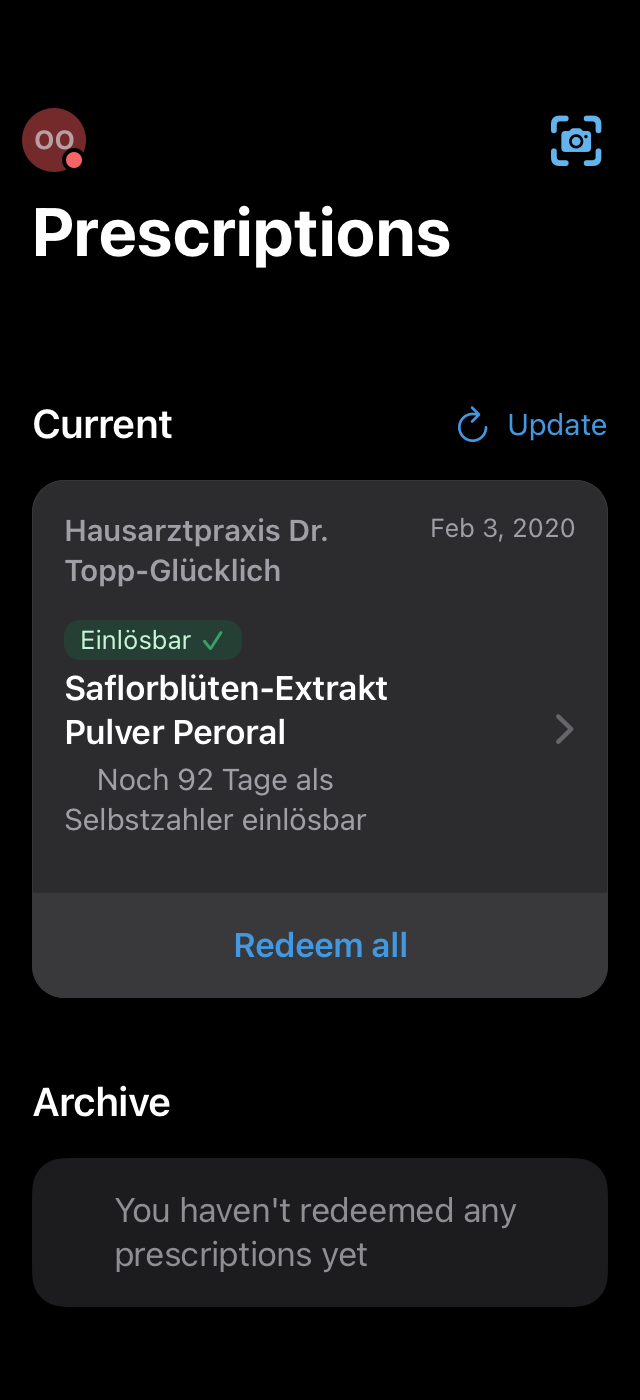 OO
Prescriptions
Current
Update
Hausarztpraxis Dr.
Topp-Glücklich
Feb 3, 2020
Einlösbar
Saflorblüten-Extrakt
Pulver Peroral
Noch 92 Tage als
Selbstzahler einlösbar
Redeem all
Archive
You haven't redeemed any
prescriptions yet